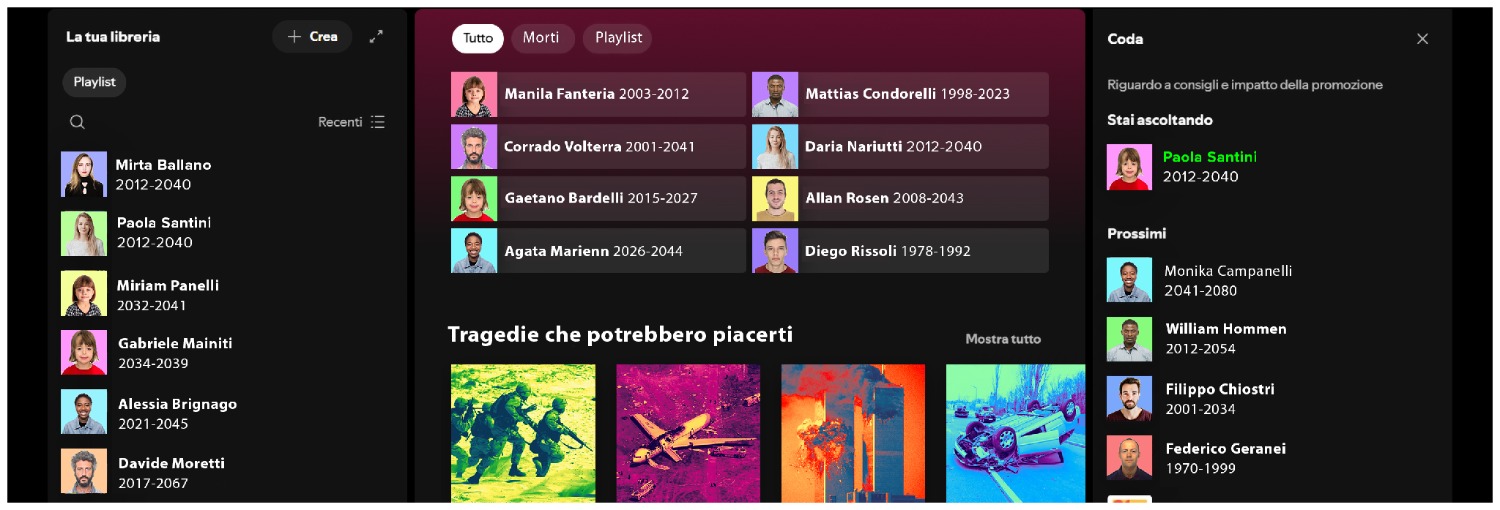 La tua libreria
Crea
Playlist
Recenti
Mirta Ballano
2012-2040
Paola Santini
2012-2040
Miriam Panelli
2032-2041
Gabriele Mainiti
2034-2039
Alessia Brignago
2021-2045
Davide Moretti
2017-2067
Tutto
Morti
Playlist
Manila Fanteria 2003-2012
Mattias Condorelli 1998-2023
Corrado Volterra 2001-2041
Daria Nariutti 2012-2040
Gaetano Bardelli 2015-2027
Allan Rosen 2008-2043
Agata Marienn 2026-2044
Diego Rissoli 1978-1992
Tragedie che potrebbero piacerti
Mostra tutto
Coda
Riguardo a consigli e impatto della promozione
Stai ascoltando
Paola Santini
2012-2040
Prossimi
Monika Campanelli
2041-2080
William Hommen
2012-2054
Filippo Chiostri
2001-2034
Federico Geranei
1970-1999